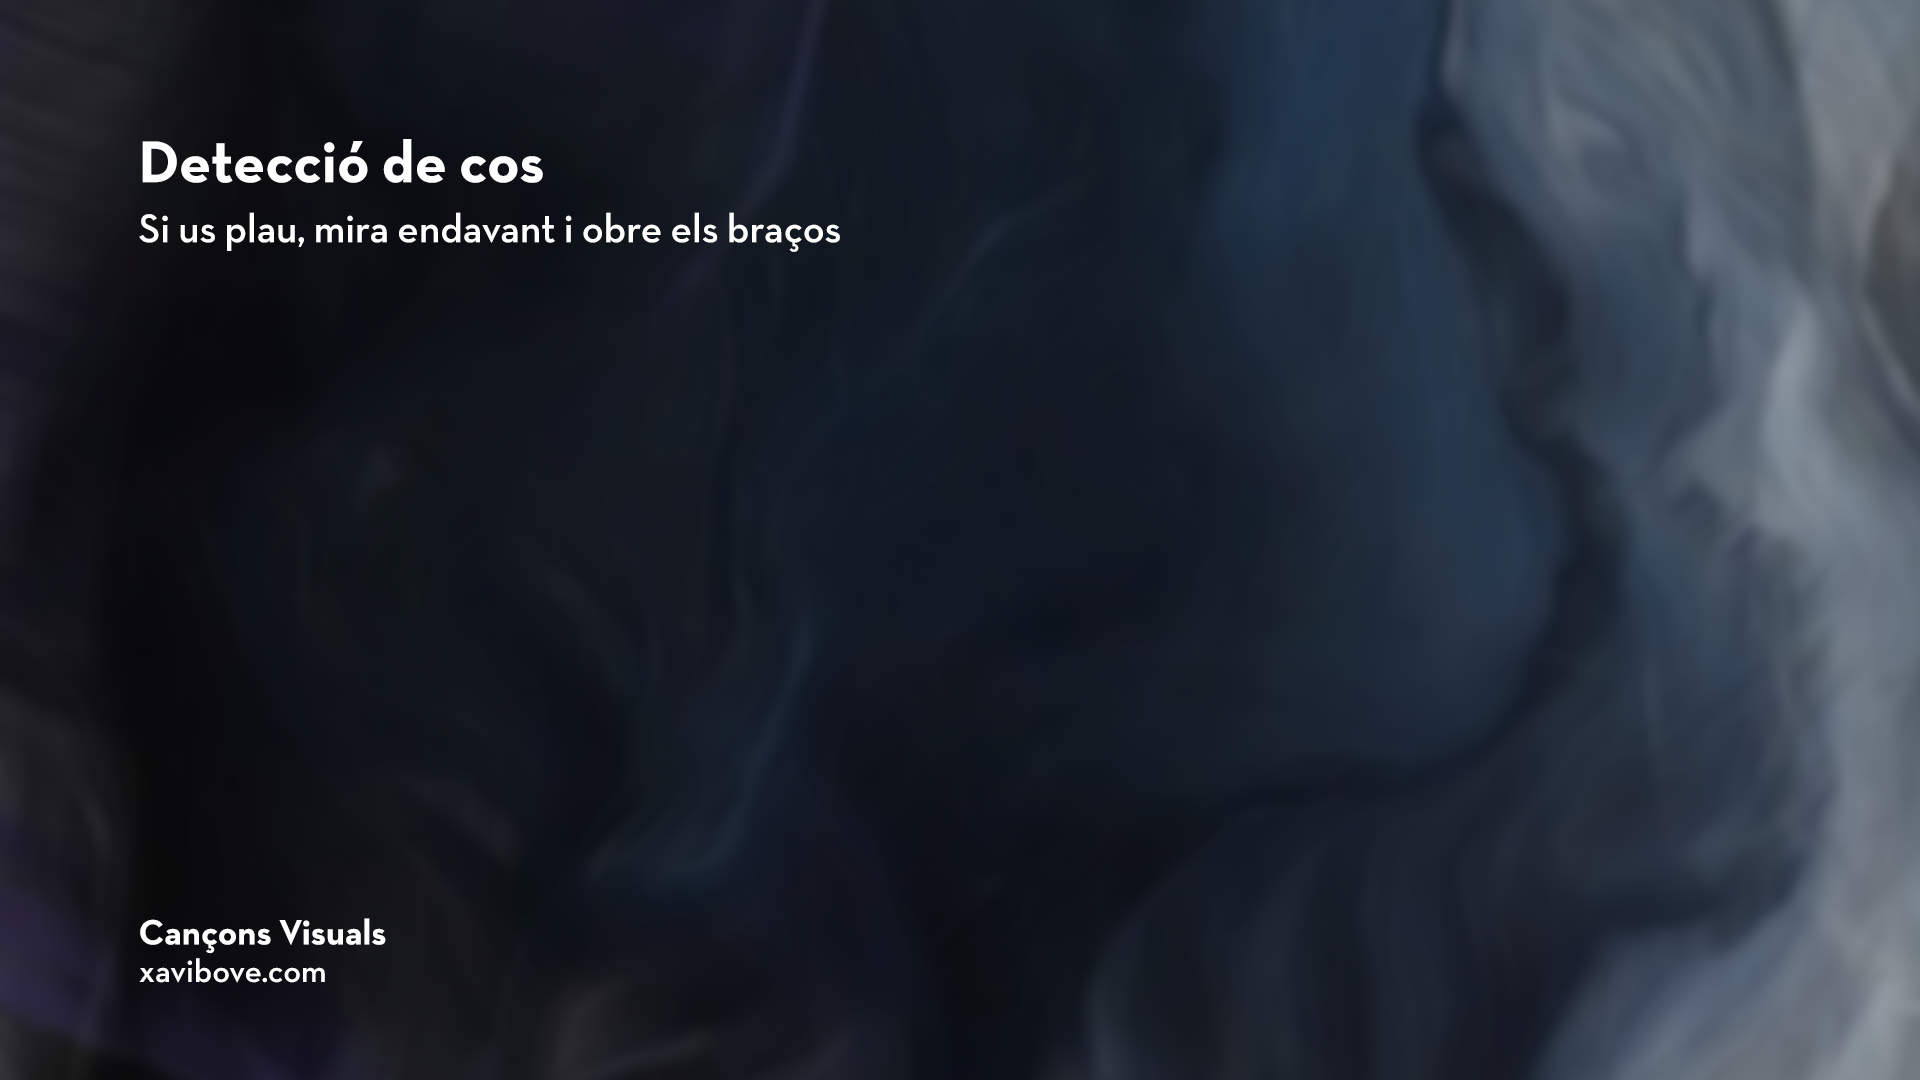 Detecció de cos
Si us plau, mira endavant i obre els braços
Cançons Visuals
xavibove.com